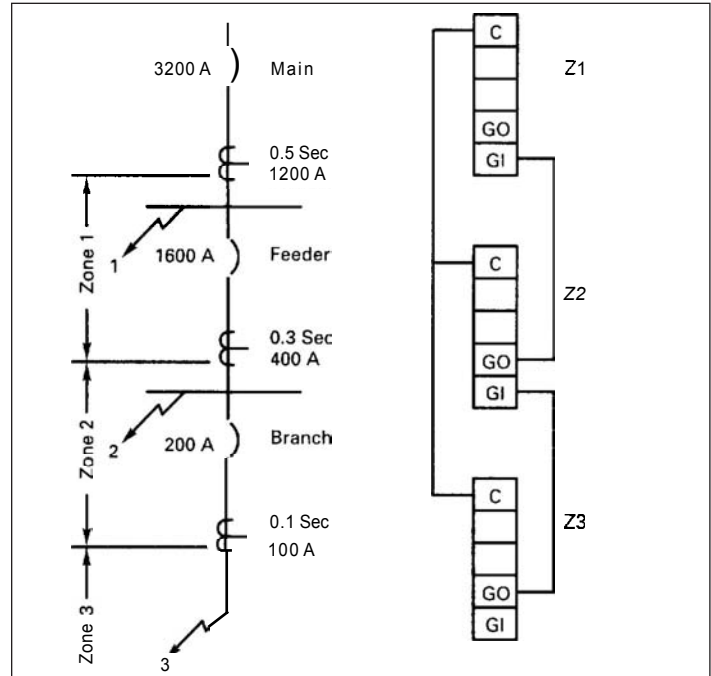 3200 A
Main
0.5 Sec
1200 A
Zone 1
1
1600 A
Feeder
0.3 Sec
400 A
Zone 2
2
200 A
Branch
0.1 Sec
100 A
Zone 3
3
C
Z1
GO
GI
C
Z2
GO
GI
C
Z3
GO
GI